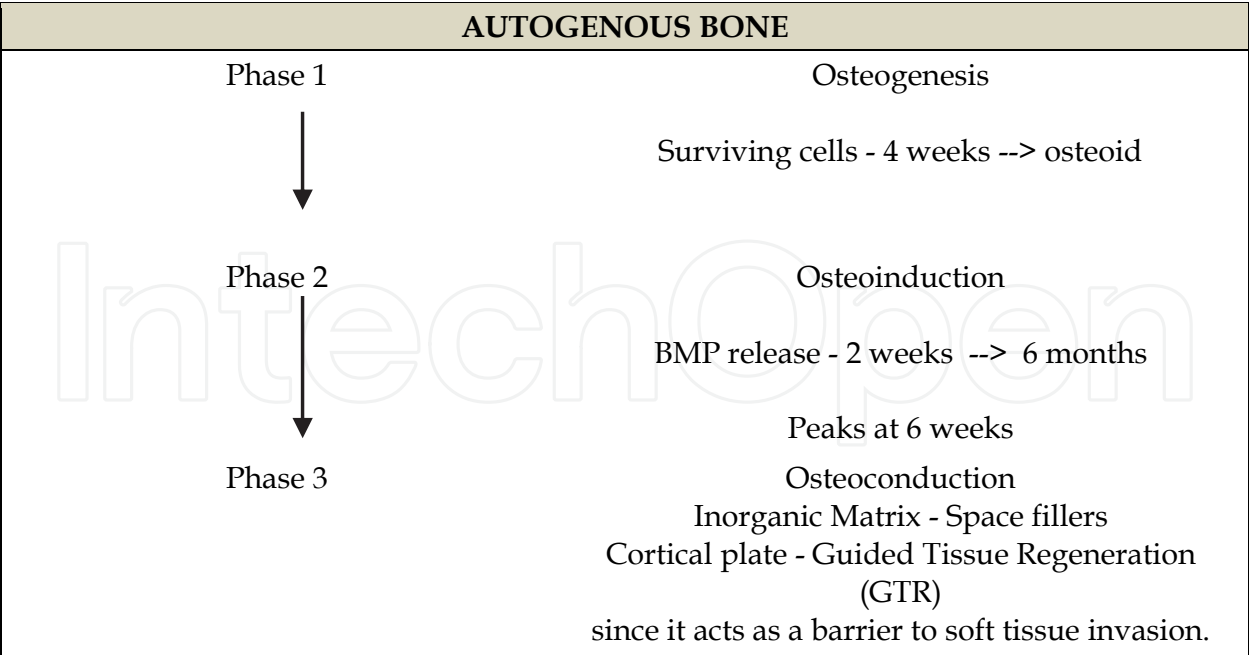 AUTOGENOUS BONE
Phase 1 Osteogenesis
Surviving cells - 4 weeks --> osteoid
Phase 2 Osteoinduction
BMP release - 2 weeks --> 6 months
Peaks at 6 weeks
Phase 3 Osteoconduction
Inorganic Matrix - Space fillers
Cortical plate - Guided Tissue Regeneration
(GTR)
since it acts as a barrier to soft tissue invasion.
IntechOpen